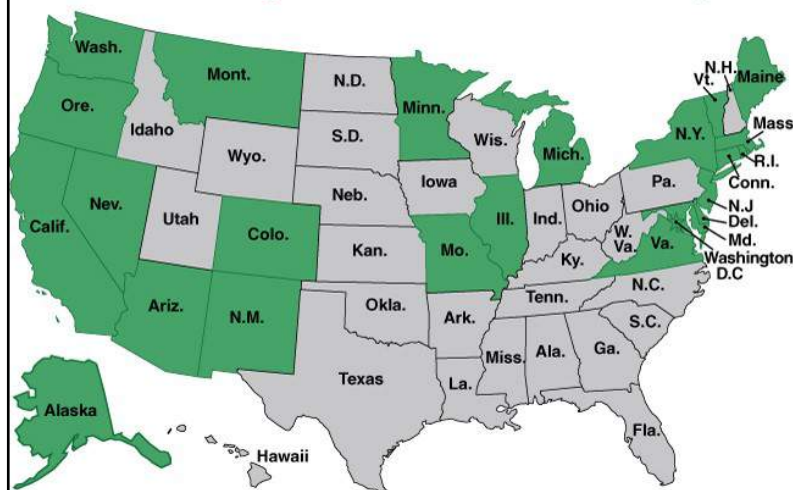 Wash.
Mont.
N.D.
Minn.
N.H.
Vt.
Maine
Ore.
Idaho
S.D.
Wis.
Mich.
N.Y.
Mass
R.I.
Conn.
Wyo.
Iowa
Pa.
N.J
Del.
Md.
Washington
D.C
Calif.
Nev.
Utah
Colo.
Neb.
Ill.
Ind.
Ohio
W.
Va.
Va.
Kan.
Mo.
Ky.
Ariz.
N.M.
Okla.
Ark.
Tenn.
N.C.
S.C.
Texas
La.
Miss.
Ala.
Ga.
Fla.
Alaska
Hawaii